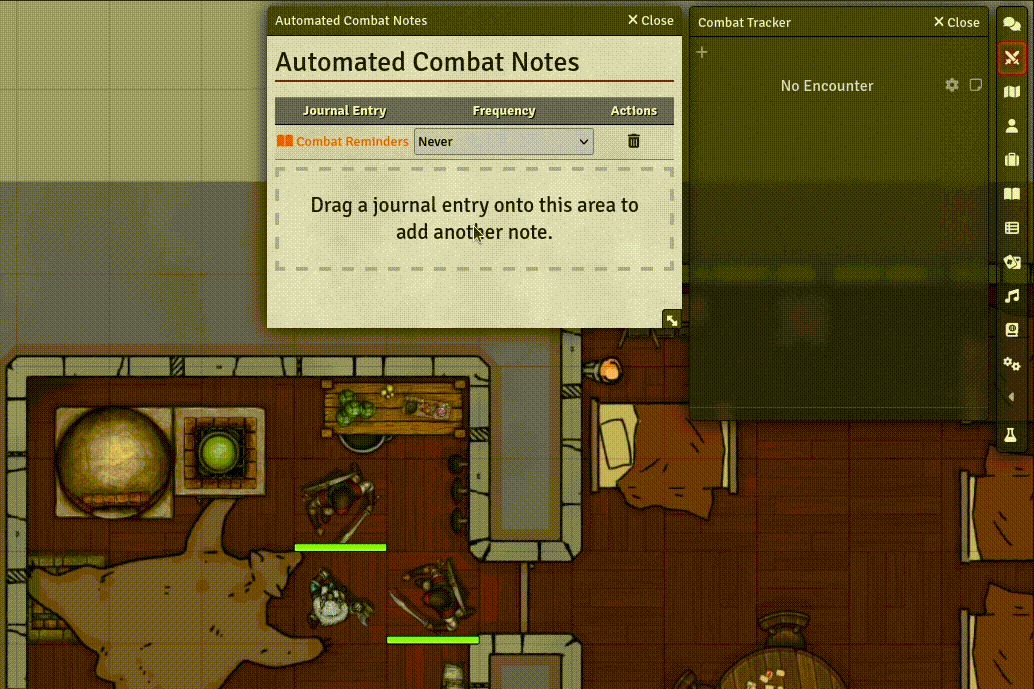 Automated Combat Notes
Close
Automated Combat Notes
Journal Entry Frequency Actions
Combat Reminders Never
Drag a journal entry onto this area to
add another note.
Combat Tracker
Close
No Encounter